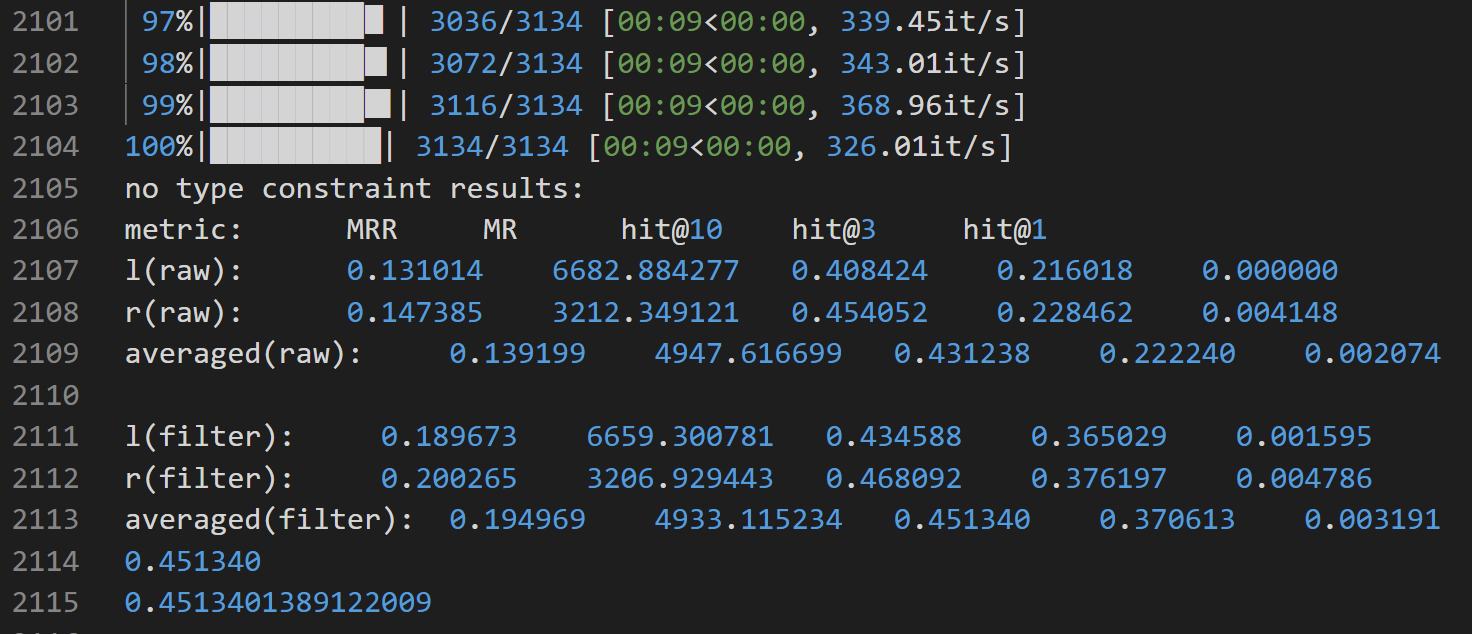 2101 97%|██████████ | 3036/3134 [00:09<00:00, 339.45it/s]
2102 98%|██████████ | 3072/3134 [00:09<00:00, 343.01it/s]
2103 99%|██████████ | 3116/3134 [00:09<00:00, 368.96it/s]
2104 100%|██████████| 3134/3134 [00:09<00:00, 326.01it/s]
2105 no type constraint results:
2106 metric: MRR MR hit@10 hit@3 hit@1
2107 l(raw): 0.131014 6682.884277 0.408424 0.216018 0.000000
2108 r(raw): 0.147385 3212.349121 0.454052 0.228462 0.004148
2109 averaged(raw): 0.139199 4947.616699 0.431238 0.222240 0.002074
2110
2111 l(filter): 0.189673 6659.300781 0.434588 0.365029 0.001595
2112 r(filter): 0.200265 3206.929443 0.468092 0.376197 0.004786
2113 averaged(filter): 0.194969 4933.115234 0.451340 0.370613 0.003191
2114 0.451340
2115 0.4513401389122009